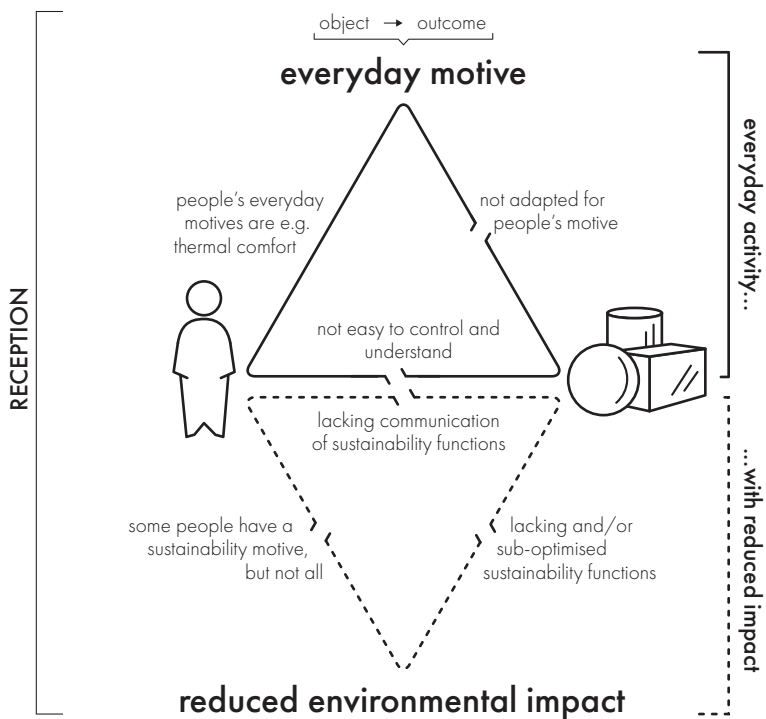 object → outcome
everyday motive
people’s everyday
motives are e.g.
thermal comfort
not adapted for
people’s motive
everyday activity...
RECEPTION
not easy to control and
understand
lacking communication
of sustainability functions
some people have a
sustainability motive,
but not all
lacking and/or
sub-optimised
sustainability functions
...with reduced impact
reduced environmental impact